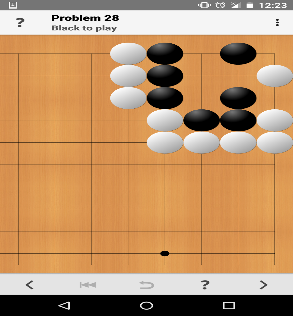 12:23
? Problem 28
Black to play
?